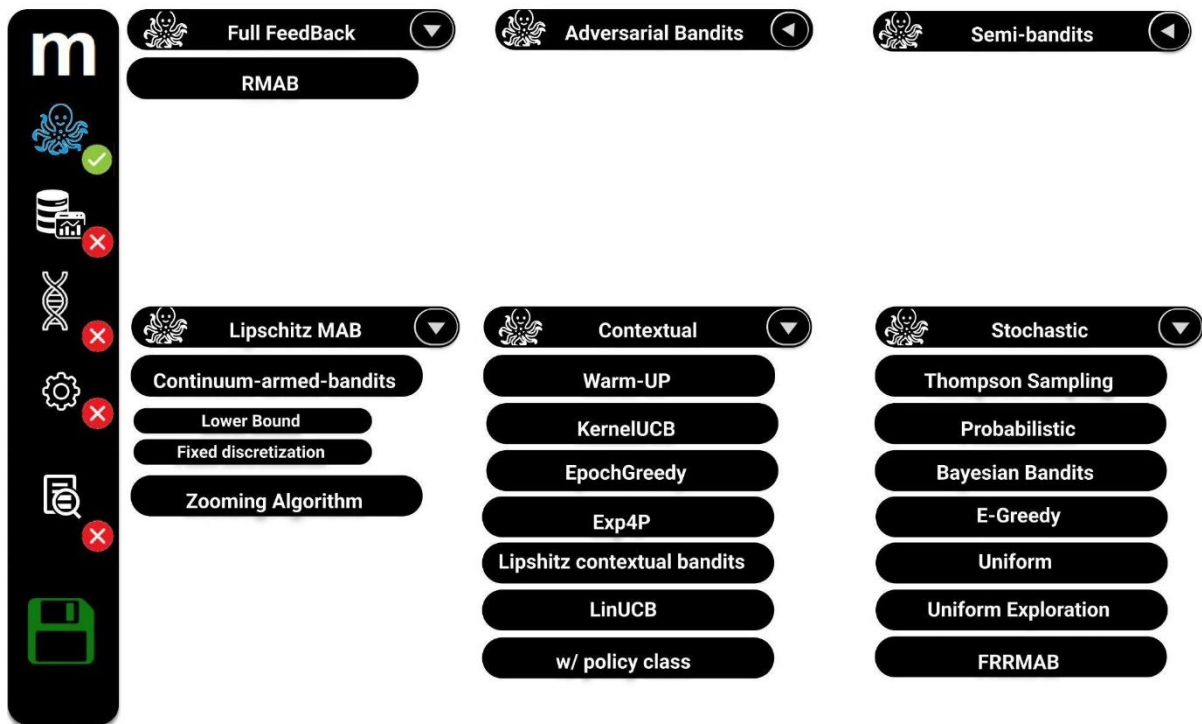 m
Full FeedBack
RMAB
Adversarial Bandits
Semi-bandits
Lipschitz MAB
Continuum-armed-bandits
Lower Bound
Fixed discretization
Zooming Algorithm
Contextual
Warm-UP
KernelUCB
EpochGreedy
Exp4P
Lipshitz contextual bandits
LinUCB
w/ policy class
Stochastic
Thompson Sampling
Probabilistic
Bayesian Bandits
E-Greedy
Uniform
Uniform Exploration
FRRMAB